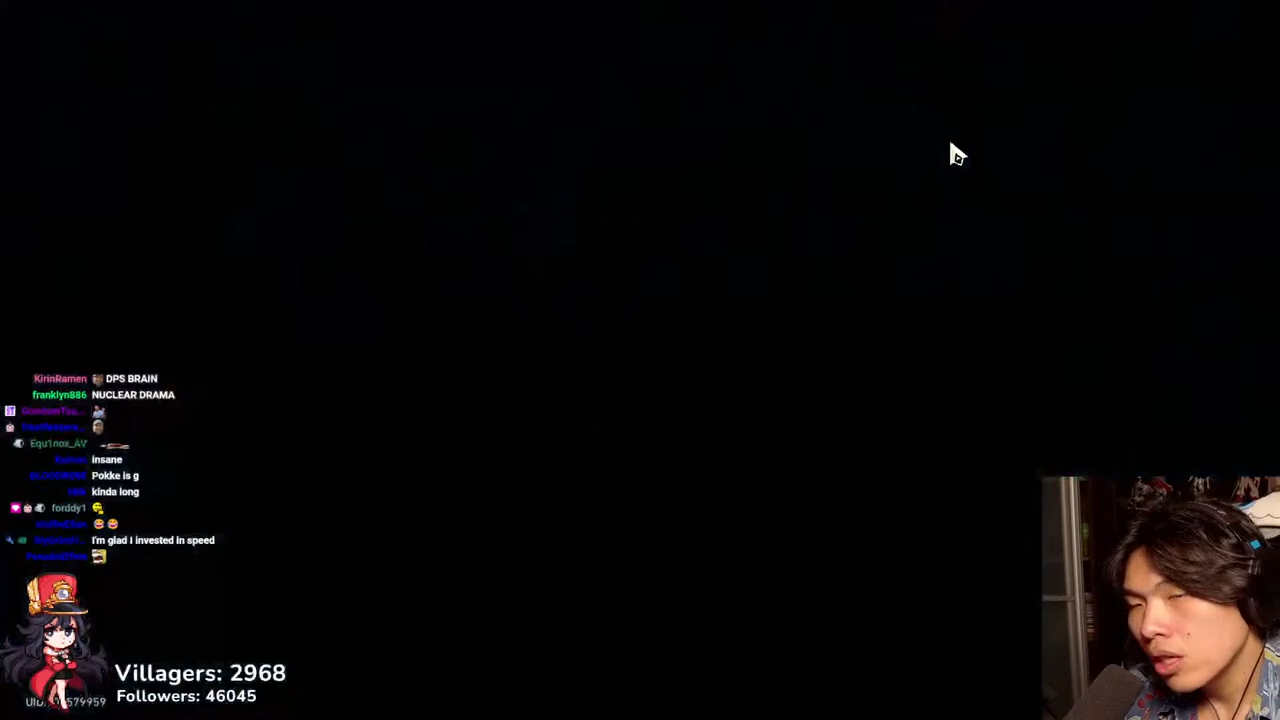 KirinRamen DPS BRAIN
franklyn886 NUCLEAR DRAMA
Equ1nox_AV
insane
Pokke is g
kinda long
forddy1
I'm glad I invested in speed
Villagers: 2968
Followers: 46045
579959